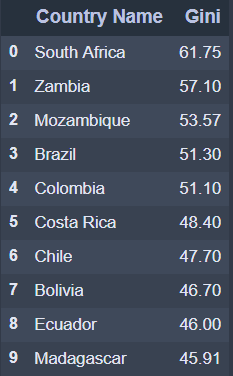 Country Name Gini
0 South Africa 61.75
1 Zambia 57.10
2 Mozambique 53.57
3 Brazil 51.30
4 Colombia 51.10
5 Costa Rica 48.40
6 Chile 47.70
7 Bolivia 46.70
8 Ecuador 46.00
9 Madagascar 45.91